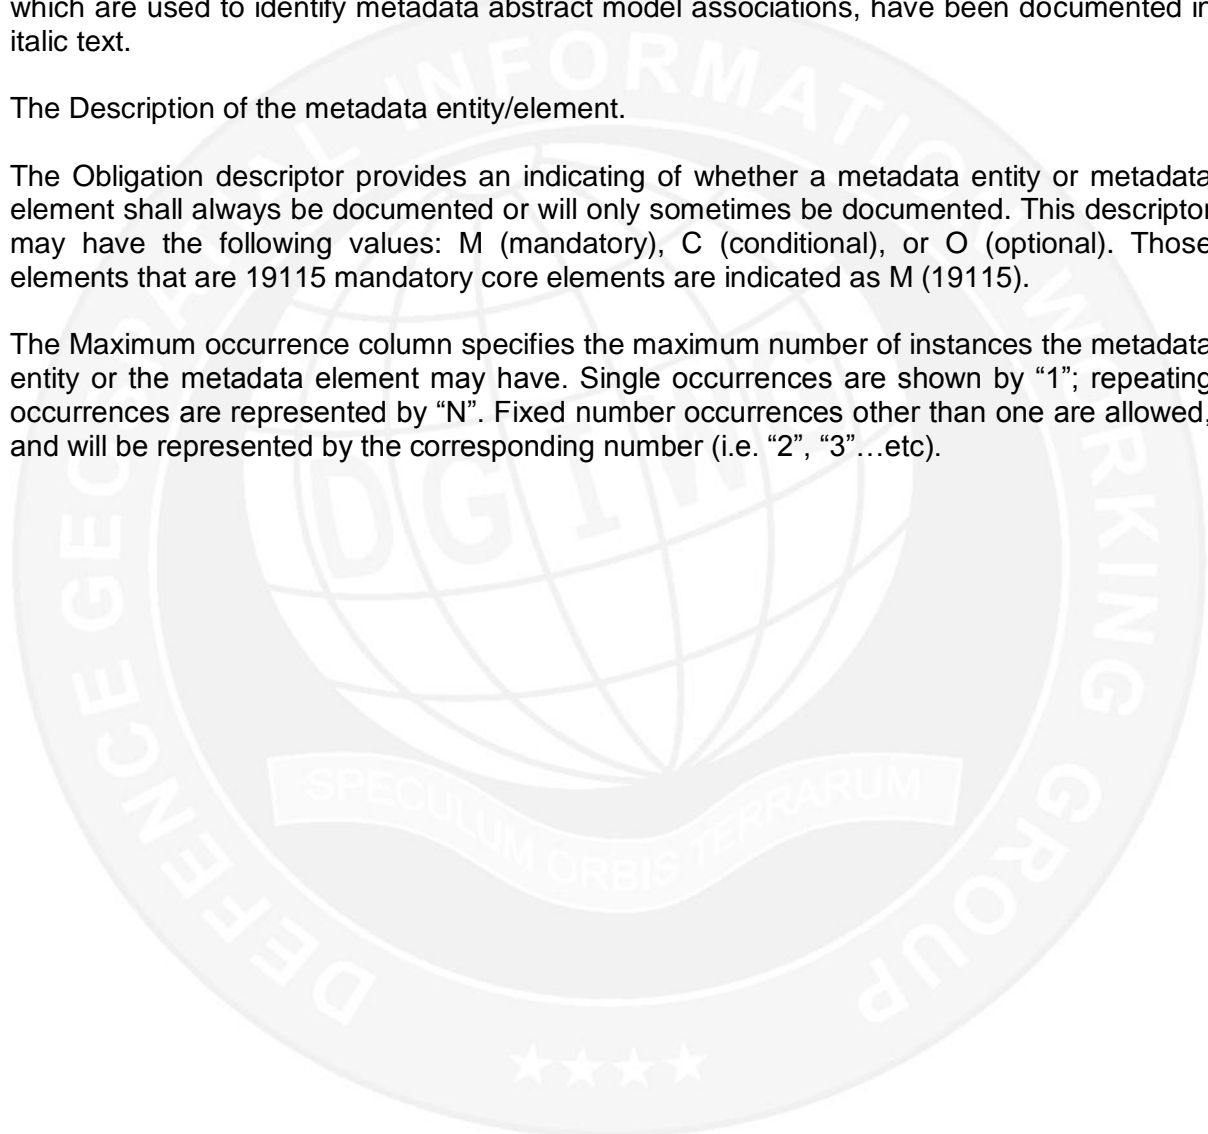 which are used to identify metadata abstract model associations, have been documented in
italic text.
The Description of the metadata entity/element.
The Obligation descriptor provides an indicating of whether a metadata entity or metadata
element shall always be documented or will only sometimes be documented. This descriptor
may have the following values: M (mandatory), C (conditional), or O (optional). Those
elements that are 19115 mandatory core elements are indicated as M (19115).
The Maximum occurrence column specifies the maximum number of instances the metadata
entity or the metadata element may have. Single occurrences are shown by “1”; repeating
occurrences are represented by “N”. Fixed number occurrences other than one are allowed,
and will be represented by the corresponding number (i.e. “2”, “3”…etc).
DEFENCE GEOSPATIAL INFORMATION WORKING GROUP
DGIWG
SPECULUM ORBIS TERRARUM